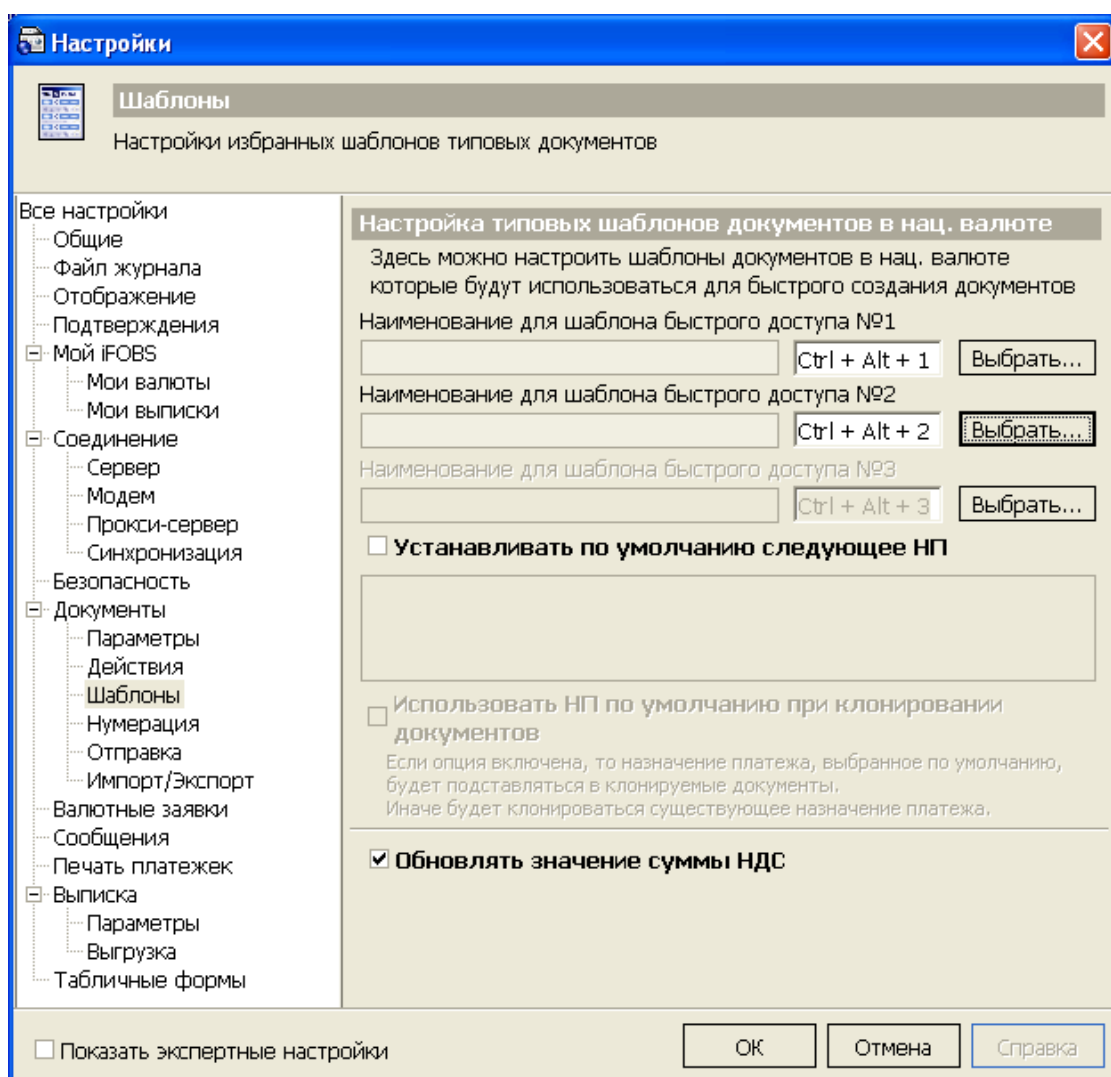 Настройки
Шаблоны
Настройки избранных шаблонов типовых документов
Все настройки
Общие
Файл журнала
Отображение
Подтверждения
Мой iFOBS
Мои валюты
Мои выписки
Соединение
Сервер
Модем
Прокси-сервер
Синхронизация
Безопасность
Документы
Параметры
Действия
Шаблоны
Нумерация
Отправка
Импорт/Экспорт
Валютные заявки
Сообщения
Печать платежек
Выписка
Параметры
Выгрузка
Табличные формы
Настройка типовых шаблонов документов в нац. валюте
Здесь можно настроить шаблоны документов в нац. валюте
которые будут использоваться для быстрого создания документов
Наименование для шаблона быстрого доступа №1
Ctrl + Alt + 1 Выбрать...
Наименование для шаблона быстрого доступа №2
Ctrl + Alt + 2 Выбрать...
Наименование для шаблона быстрого доступа №3
Ctrl + Alt + 3 Выбрать...
Устанавливать по умолчанию следующее НП
Использовать НП по умолчанию при клонировании
документов
Если опция включена, то назначение платежа, выбранное по умолчанию,
будет подставляться в клонируемые документы.
Иначе будет клонироваться существующее назначение платежа.
Обновлять значение суммы НДС
Показать экспертные настройки
ОК Отмена Справка